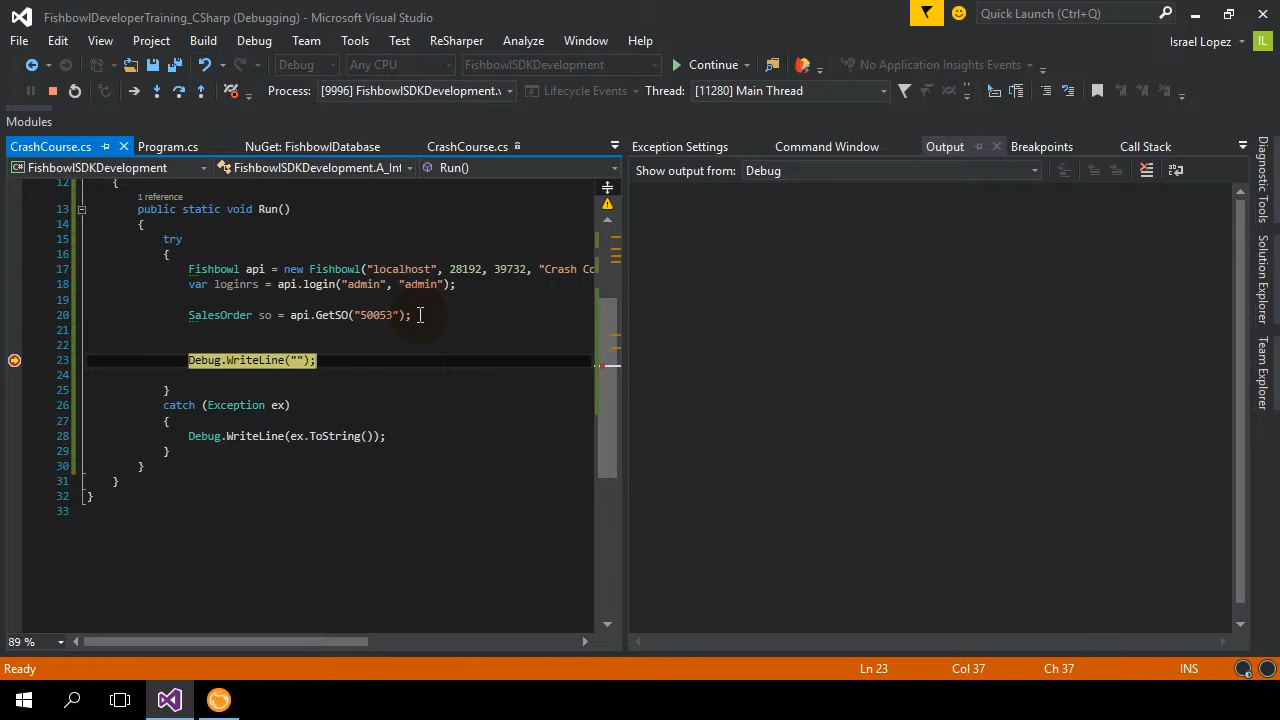 FishbowlDeveloperTraining_CSharp (Debugging) - Microsoft Visual Studio
Quick Launch (Ctrl+Q)
File Edit View Project Build Debug Team Tools Test ReSharper Analyze Window Help
Israel Lopez IL
Debug Any CPU FishbowlSDKDevelopment Continue No Application Insights Events
Process: [9996] FishbowlSDKDevelopment.v Lifecycle Events Thread: [11280] Main Thread
Modules
CrashCourse.cs Program.cs NuGet: FishbowlDatabase CrashCourse.cs
Exception Settings Command Window Output Breakpoints Call Stack
FishbowlSDKDevelopment FishbowlSDKDevelopment.A_Int Run()
Show output from: Debug
12 {
1 reference
13 public static void Run()
14 {
15 try
16 {
17 Fishbowl api = new Fishbowl("localhost", 28192, 39732, "Crash Co
18 var loginrs = api.login("admin", "admin");
19
20 SalesOrder so = api.GetSO("50053");
21
22
23 Debug.WriteLine("");
24
25 }
26 catch (Exception ex)
27 {
28 Debug.WriteLine(ex.ToString());
29 }
30 }
31 }
32 }
33
Diagnostic Tools
Solution Explorer
Team Explorer
89 %
Ready Ln 23 Col 37 Ch 37 INS